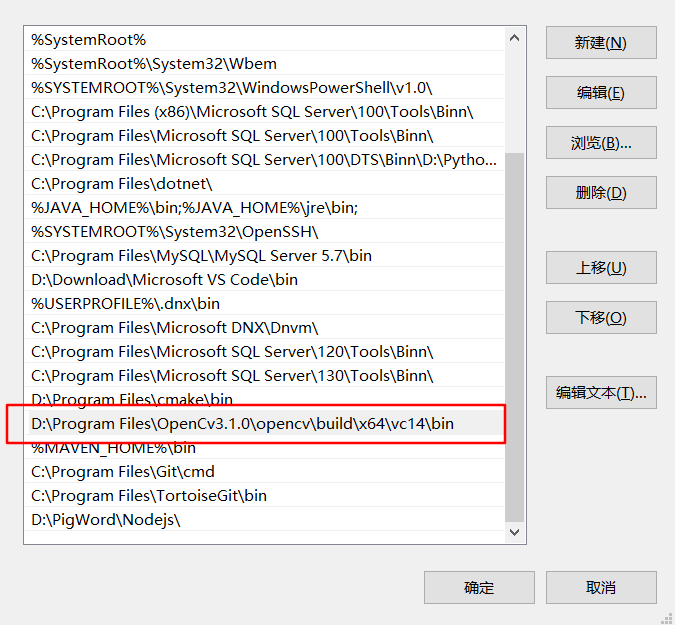 %SystemRoot%
%SystemRoot%\System32\Wbem
%SYSTEMROOT%\System32\WindowsPowerShell\v1.0\
C:\Program Files (x86)\Microsoft SQL Server\100\Tools\Binn\
C:\Program Files\Microsoft SQL Server\100\Tools\Binn\
C:\Program Files\Microsoft SQL Server\100\DTS\Binn\D:\Pytho...
C:\Program Files\dotnet\
%JAVA_HOME%\bin;%JAVA_HOME%\jre\bin;
%SYSTEMROOT%\System32\OpenSSH\
C:\Program Files\MySQL\MySQL Server 5.7\bin
D:\Download\Microsoft VS Code\bin
%USERPROFILE%\.dnx\bin
C:\Program Files\Microsoft DNX\Dnvm\
C:\Program Files\Microsoft SQL Server\120\Tools\Binn\
C:\Program Files\Microsoft SQL Server\130\Tools\Binn\
D:\Program Files\cmake\bin
D:\Program Files\OpenCv3.1.0\opencv\build\x64\vc14\bin
%MAVEN_HOME%\bin
C:\Program Files\Git\cmd
C:\Program Files\TortoiseGit\bin
D:\PigWord\Nodejs\
新建(N)
编辑(E)
浏览(B)...
删除(D)
上移(U)
下移(O)
编辑文本(T)...
确定
取消